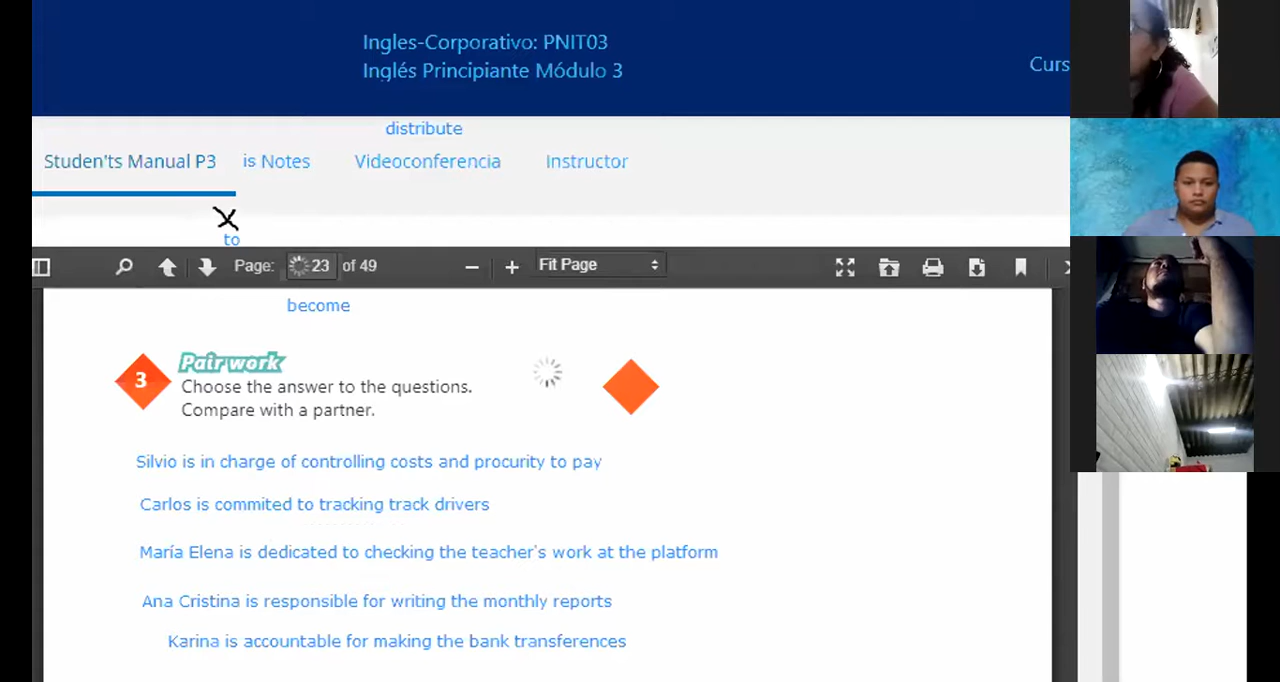 Ingles-Corporativo: PNIT03
Inglés Principiante Módulo 3
Curs
distribute
Studen'ts Manual P3
is Notes
Videoconferencia
Instructor
to
Page: 23 of 49
Fit Page
become
3
Pair work
Choose the answer to the questions.
Compare with a partner.
Silvio is in charge of controlling costs and procurity to pay
Carlos is commited to tracking track drivers
María Elena is dedicated to checking the teacher's work at the platform
Ana Cristina is responsible for writing the monthly reports
Karina is accountable for making the bank transferences